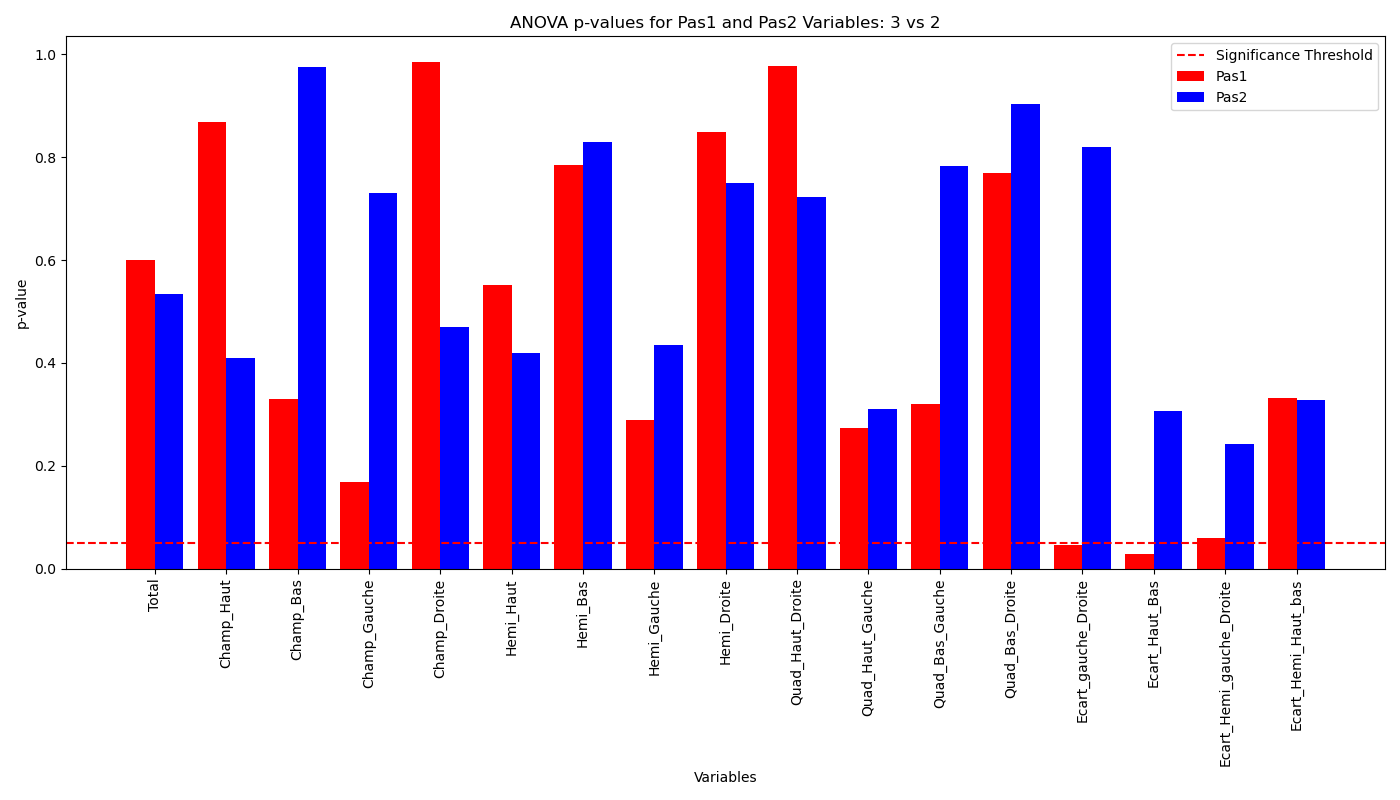 ANOVA p-values for Pas1 and Pas2 Variables: 3 vs 2
Significance Threshold
Pas1
Pas2
p-value
1.0
0.8
0.6
0.4
0.2
0.0
Total
Champ_Haut
Champ_Bas
Champ_Gauche
Champ_Droite
Hemi_Haut
Hemi_Bas
Hemi_Gauche
Hemi_Droite
Quad_Haut_Droite
Quad_Haut_Gauche
Quad_Bas_Gauche
Quad_Bas_Droite
Ecart_gauche_Droite
Ecart_Haut_Bas
Ecart_Hemi_gauche_Droite
Ecart_Hemi_Haut_bas
Variables